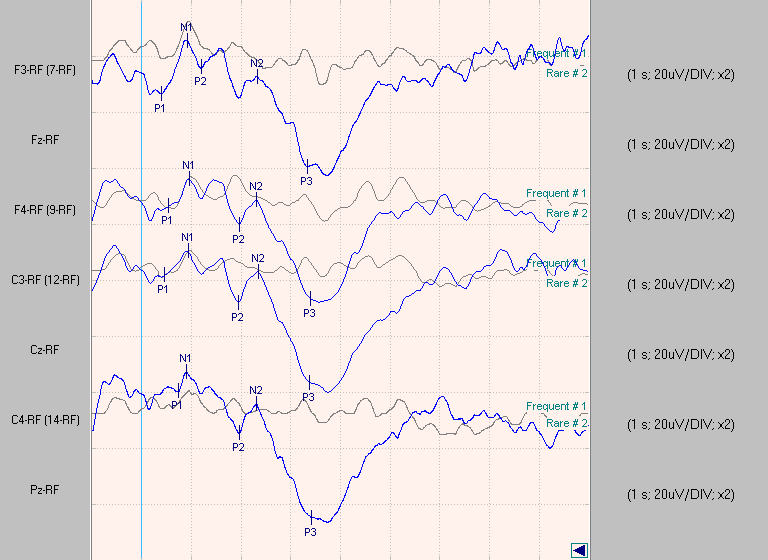 N1
Frequent # 1
F3-RF (7-RF)
N2
Rare # 2
(1 s; 20uV/DIV; x2)
P2
P1
Fz-RF
(1 s; 20uV/DIV; x2)
N1
P3
N2
Frequent # 1
F4-RF (9-RF)
P1
Rare # 2
(1 s; 20uV/DIV; x2)
P2
N1
N2
Frequent # 1
C3-RF (12-RF)
P1
Rare # 2
(1 s; 20uV/DIV; x2)
P2
P3
Cz-RF
(1 s; 20uV/DIV; x2)
N1
N2
P3
P1
Frequent # 1
C4-RF (14-RF)
Rare # 2
(1 s; 20uV/DIV; x2)
P2
Pz-RF
(1 s; 20uV/DIV; x2)
P3